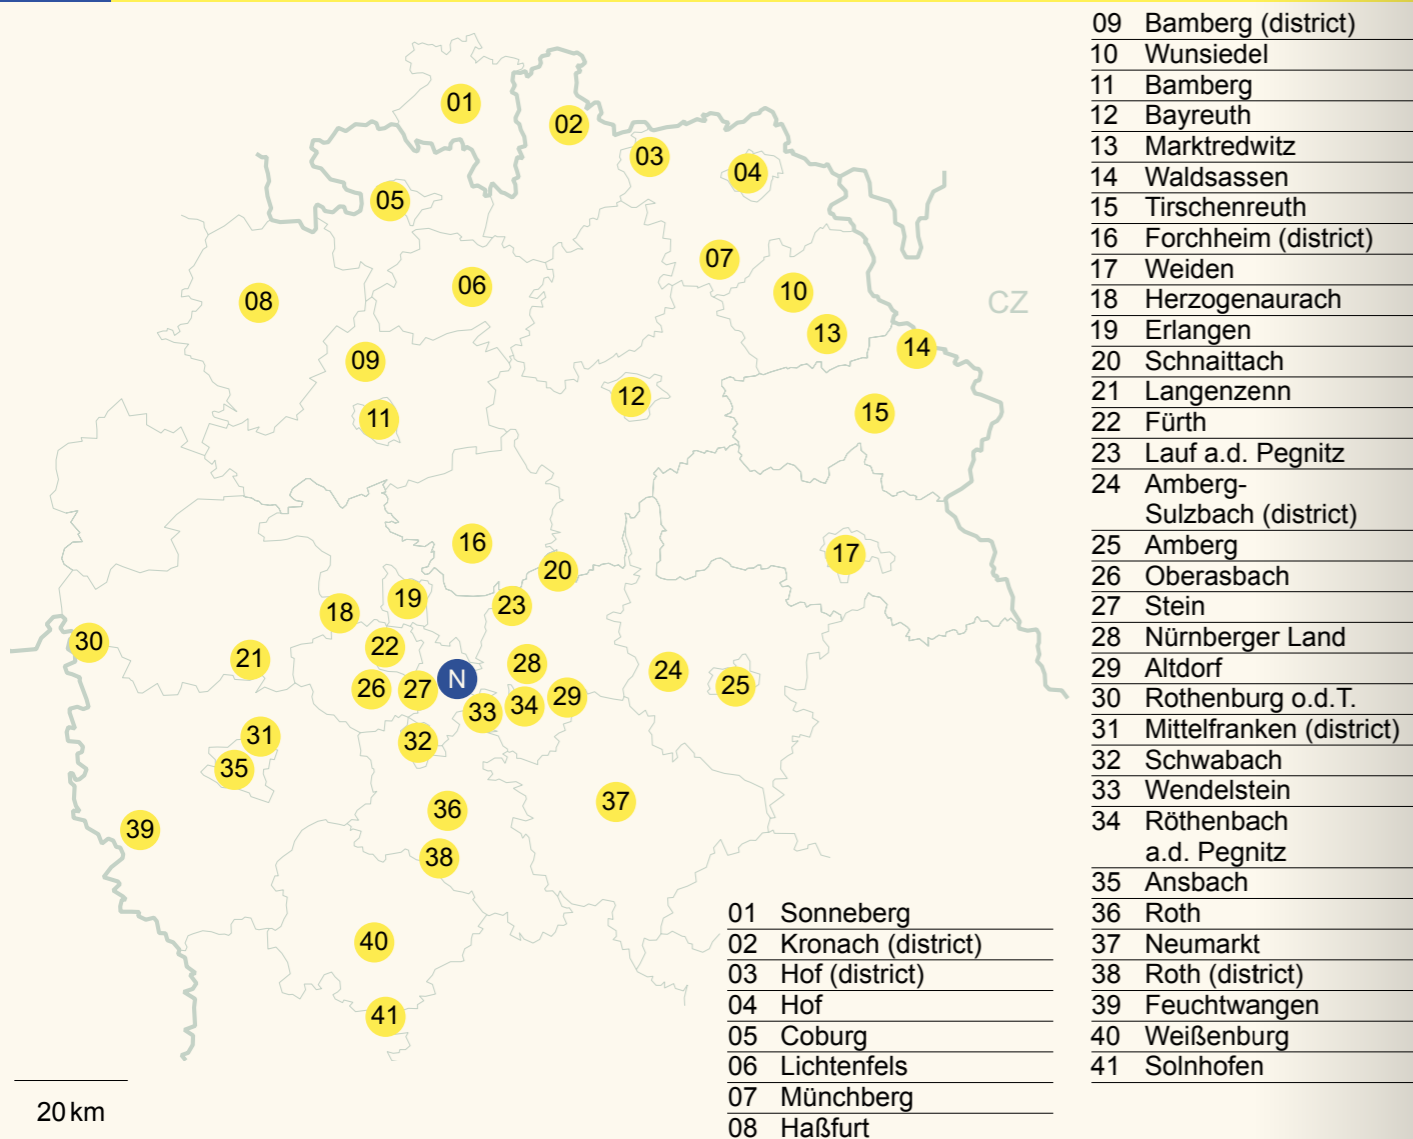 01
02
03
04
05
06
07
08
09
10
11
12
13
14
15
16
17
18
19
20
21
22
23
24
25
26
27
28
29
30
31
32
33
34
35
36
37
38
39
40
41
N
CZ
20 km
01 Sonneberg
02 Kronach (district)
03 Hof (district)
04 Hof
05 Coburg
06 Lichtenfels
07 Münchberg
08 Haßfurt
09 Bamberg (district)
10 Wunsiedel
11 Bamberg
12 Bayreuth
13 Marktredwitz
14 Waldsassen
15 Tirschenreuth
16 Forchheim (district)
17 Weiden
18 Herzogenaurach
19 Erlangen
20 Schnaittach
21 Langenzenn
22 Fürth
23 Lauf a.d. Pegnitz
24 Amberg-
Sulzbach (district)
25 Amberg
26 Oberasbach
27 Stein
28 Nürnberger Land
29 Altdorf
30 Rothenburg o.d.T.
31 Mittelfranken (district)
32 Schwabach
33 Wendelstein
34 Röthenbach
a.d. Pegnitz
35 Ansbach
36 Roth
37 Neumarkt
38 Roth (district)
39 Feuchtwangen
40 Weißenburg
41 Solnhofen